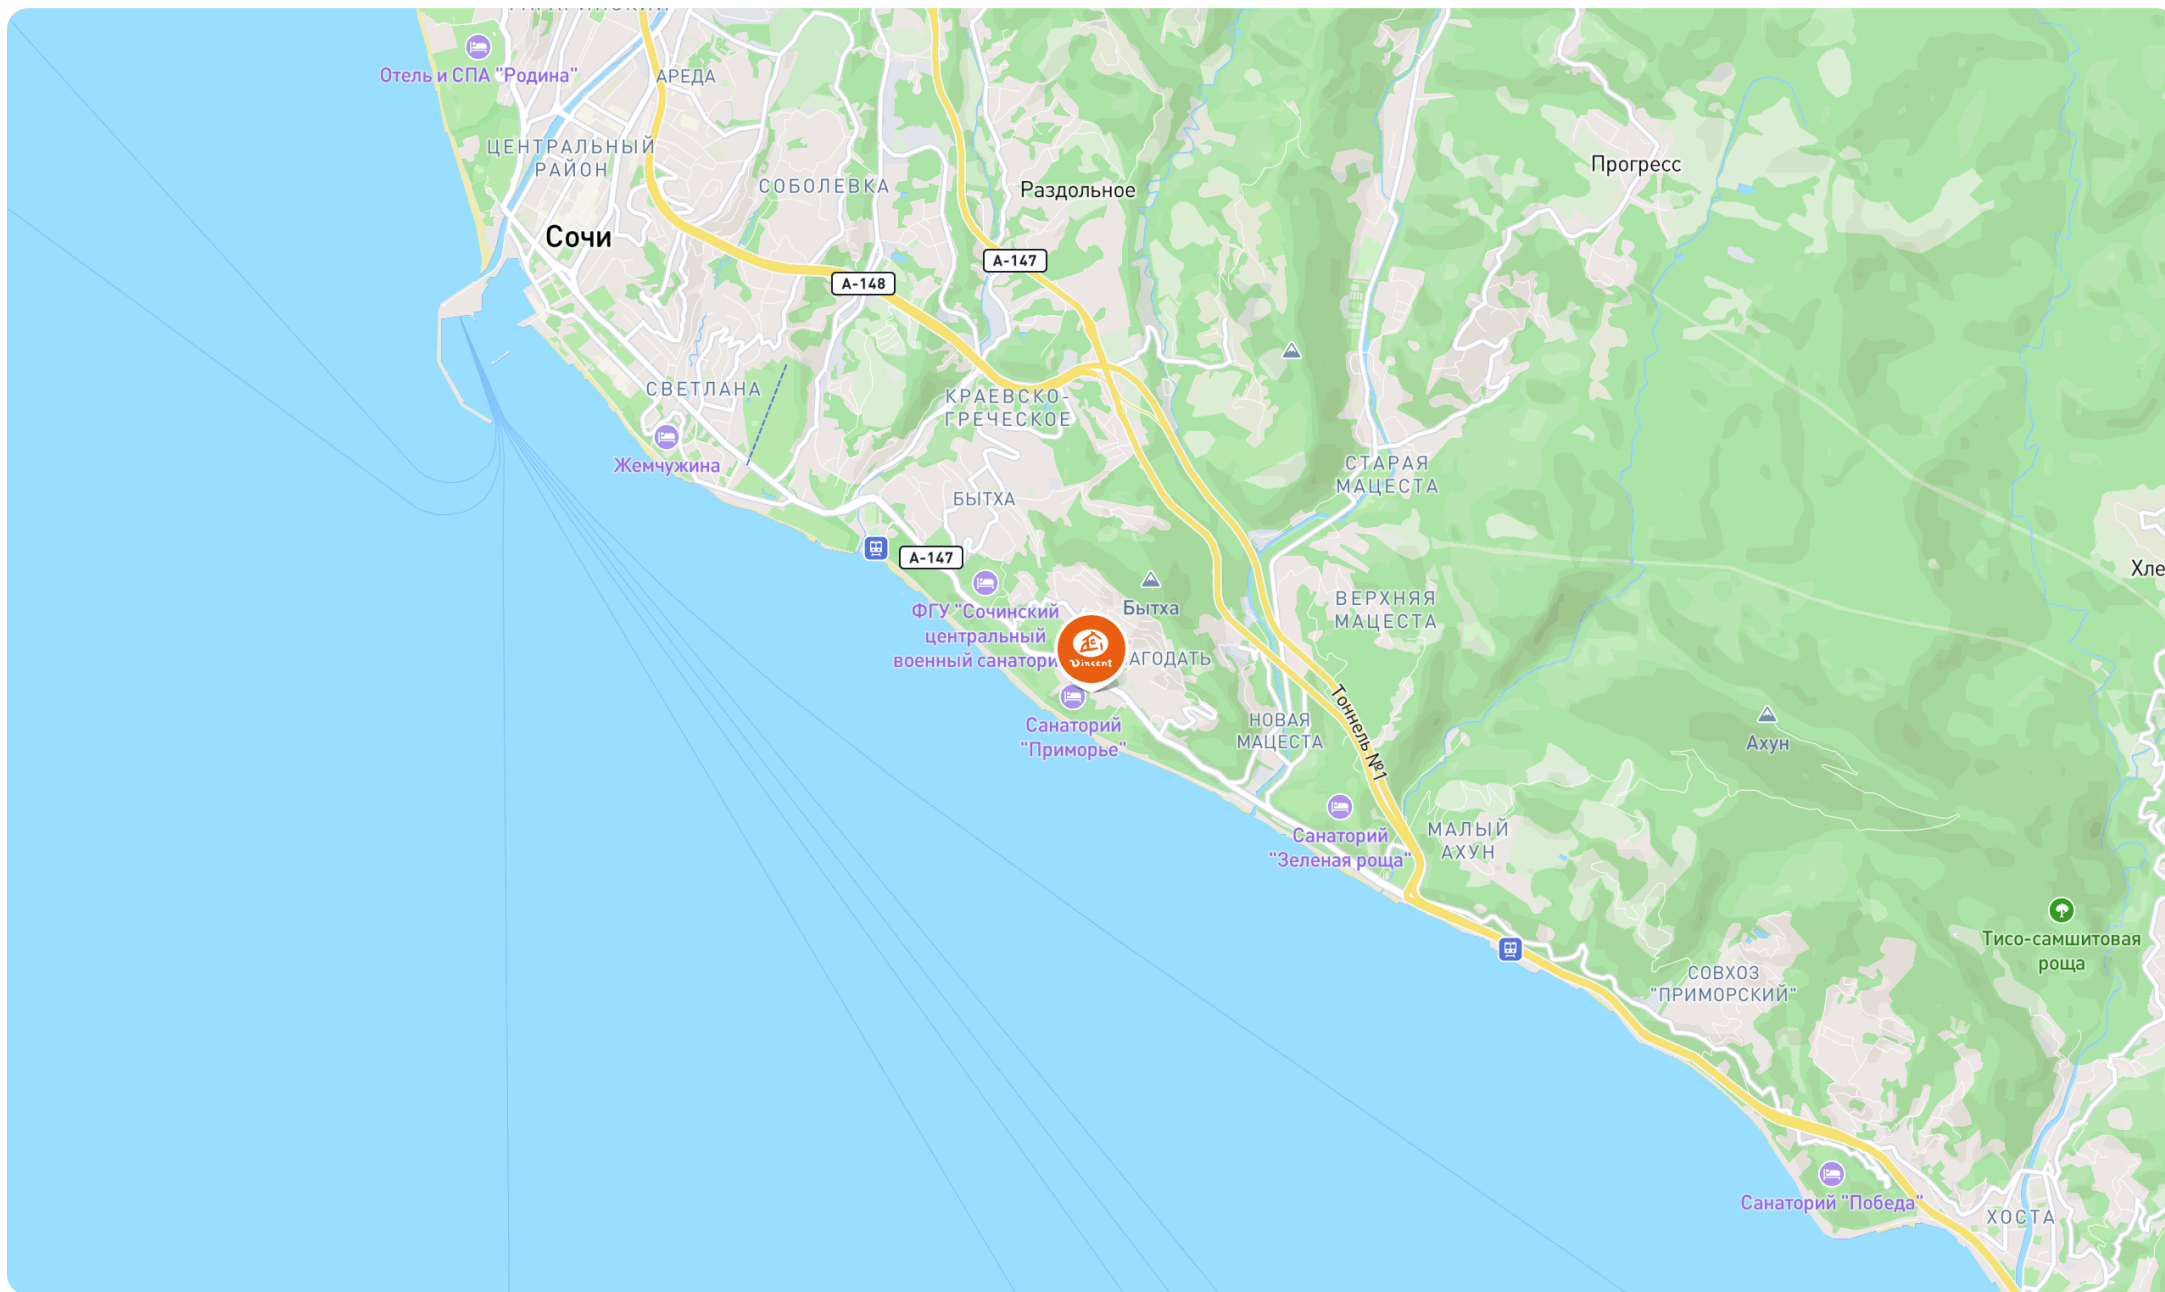 Отель и СПА "Родина"
АРЕДА
ЦЕНТРАЛЬНЫЙ
РАЙОН
СОБОЛЕВКА
Раздольное
Прогресс
Сочи
А-147
А-148
СВЕТЛАНА
КРАЕВСКО-
ГРЕЧЕСКОЕ
Жемчужина
СТАРАЯ
МАЦЕСТА
БЫТХА
А-147
Хле
ФГУ "Сочинский
центральный
военный санатори
Бытха
ВЕРХНЯЯ
МАЦЕСТА
Vincent
АГОДАТЬ
Тоннель №1
Санаторий
"Приморье"
НОВАЯ
МАЦЕСТА
Ахун
Санаторий
"Зеленая роща"
МАЛЫЙ
АХУН
Тисо-самшитовая
роща
СОВХОЗ
"ПРИМОРСКИЙ"
Санаторий "Победа"
ХОСТА